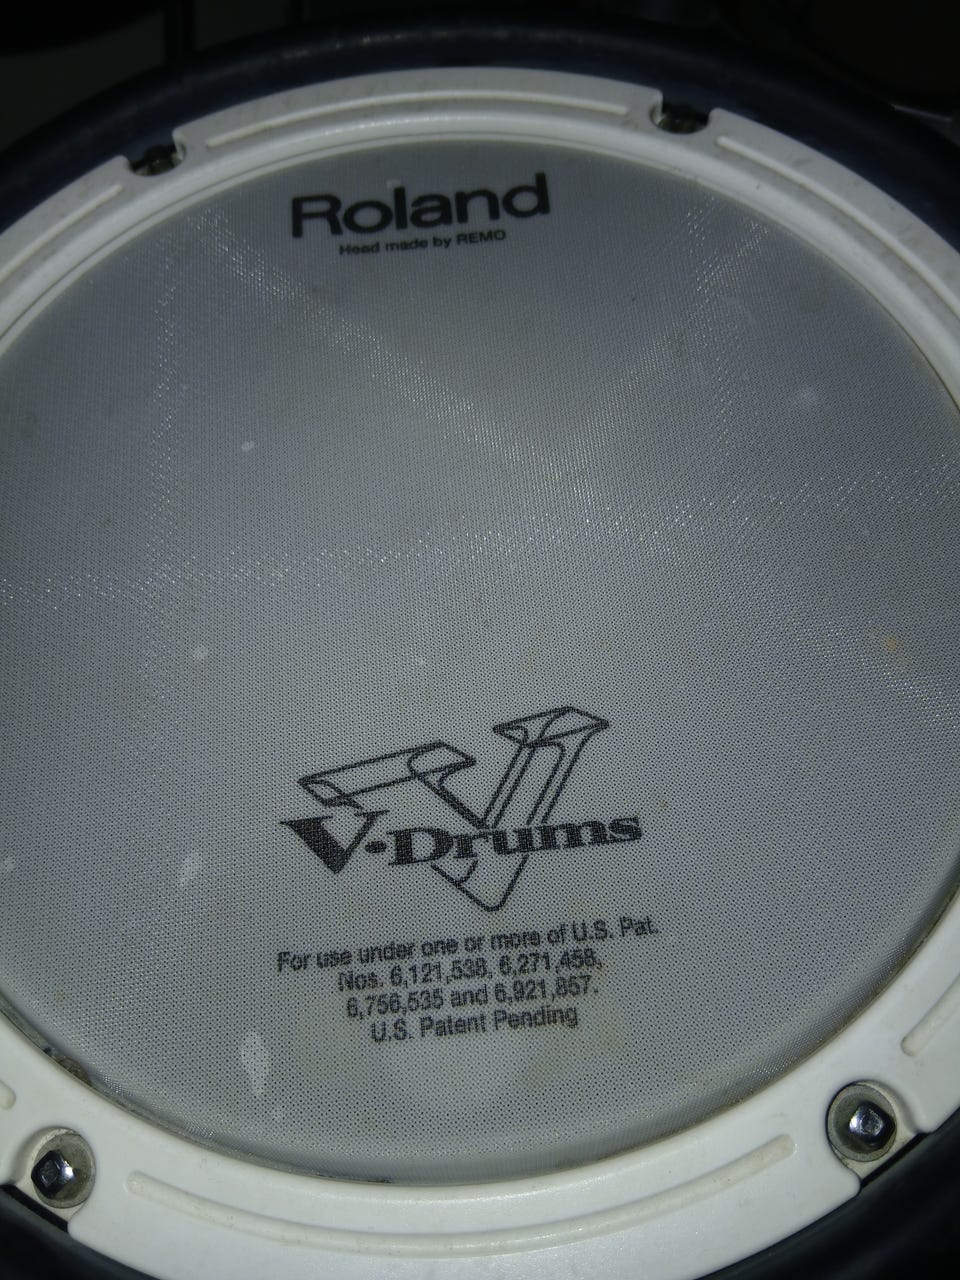 Roland
Head made by REMO
V-Drums
For use under one or more of U.S. Pat.
Nos. 6,121,538, 6,271,458,
6,756,535 and 6,921,857.
U.S. Patent Pending